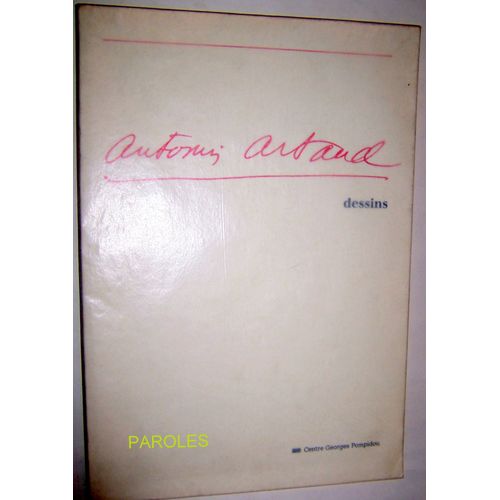 Antonin Artaud
dessins
PAROLES
Centre Georges Pompidou